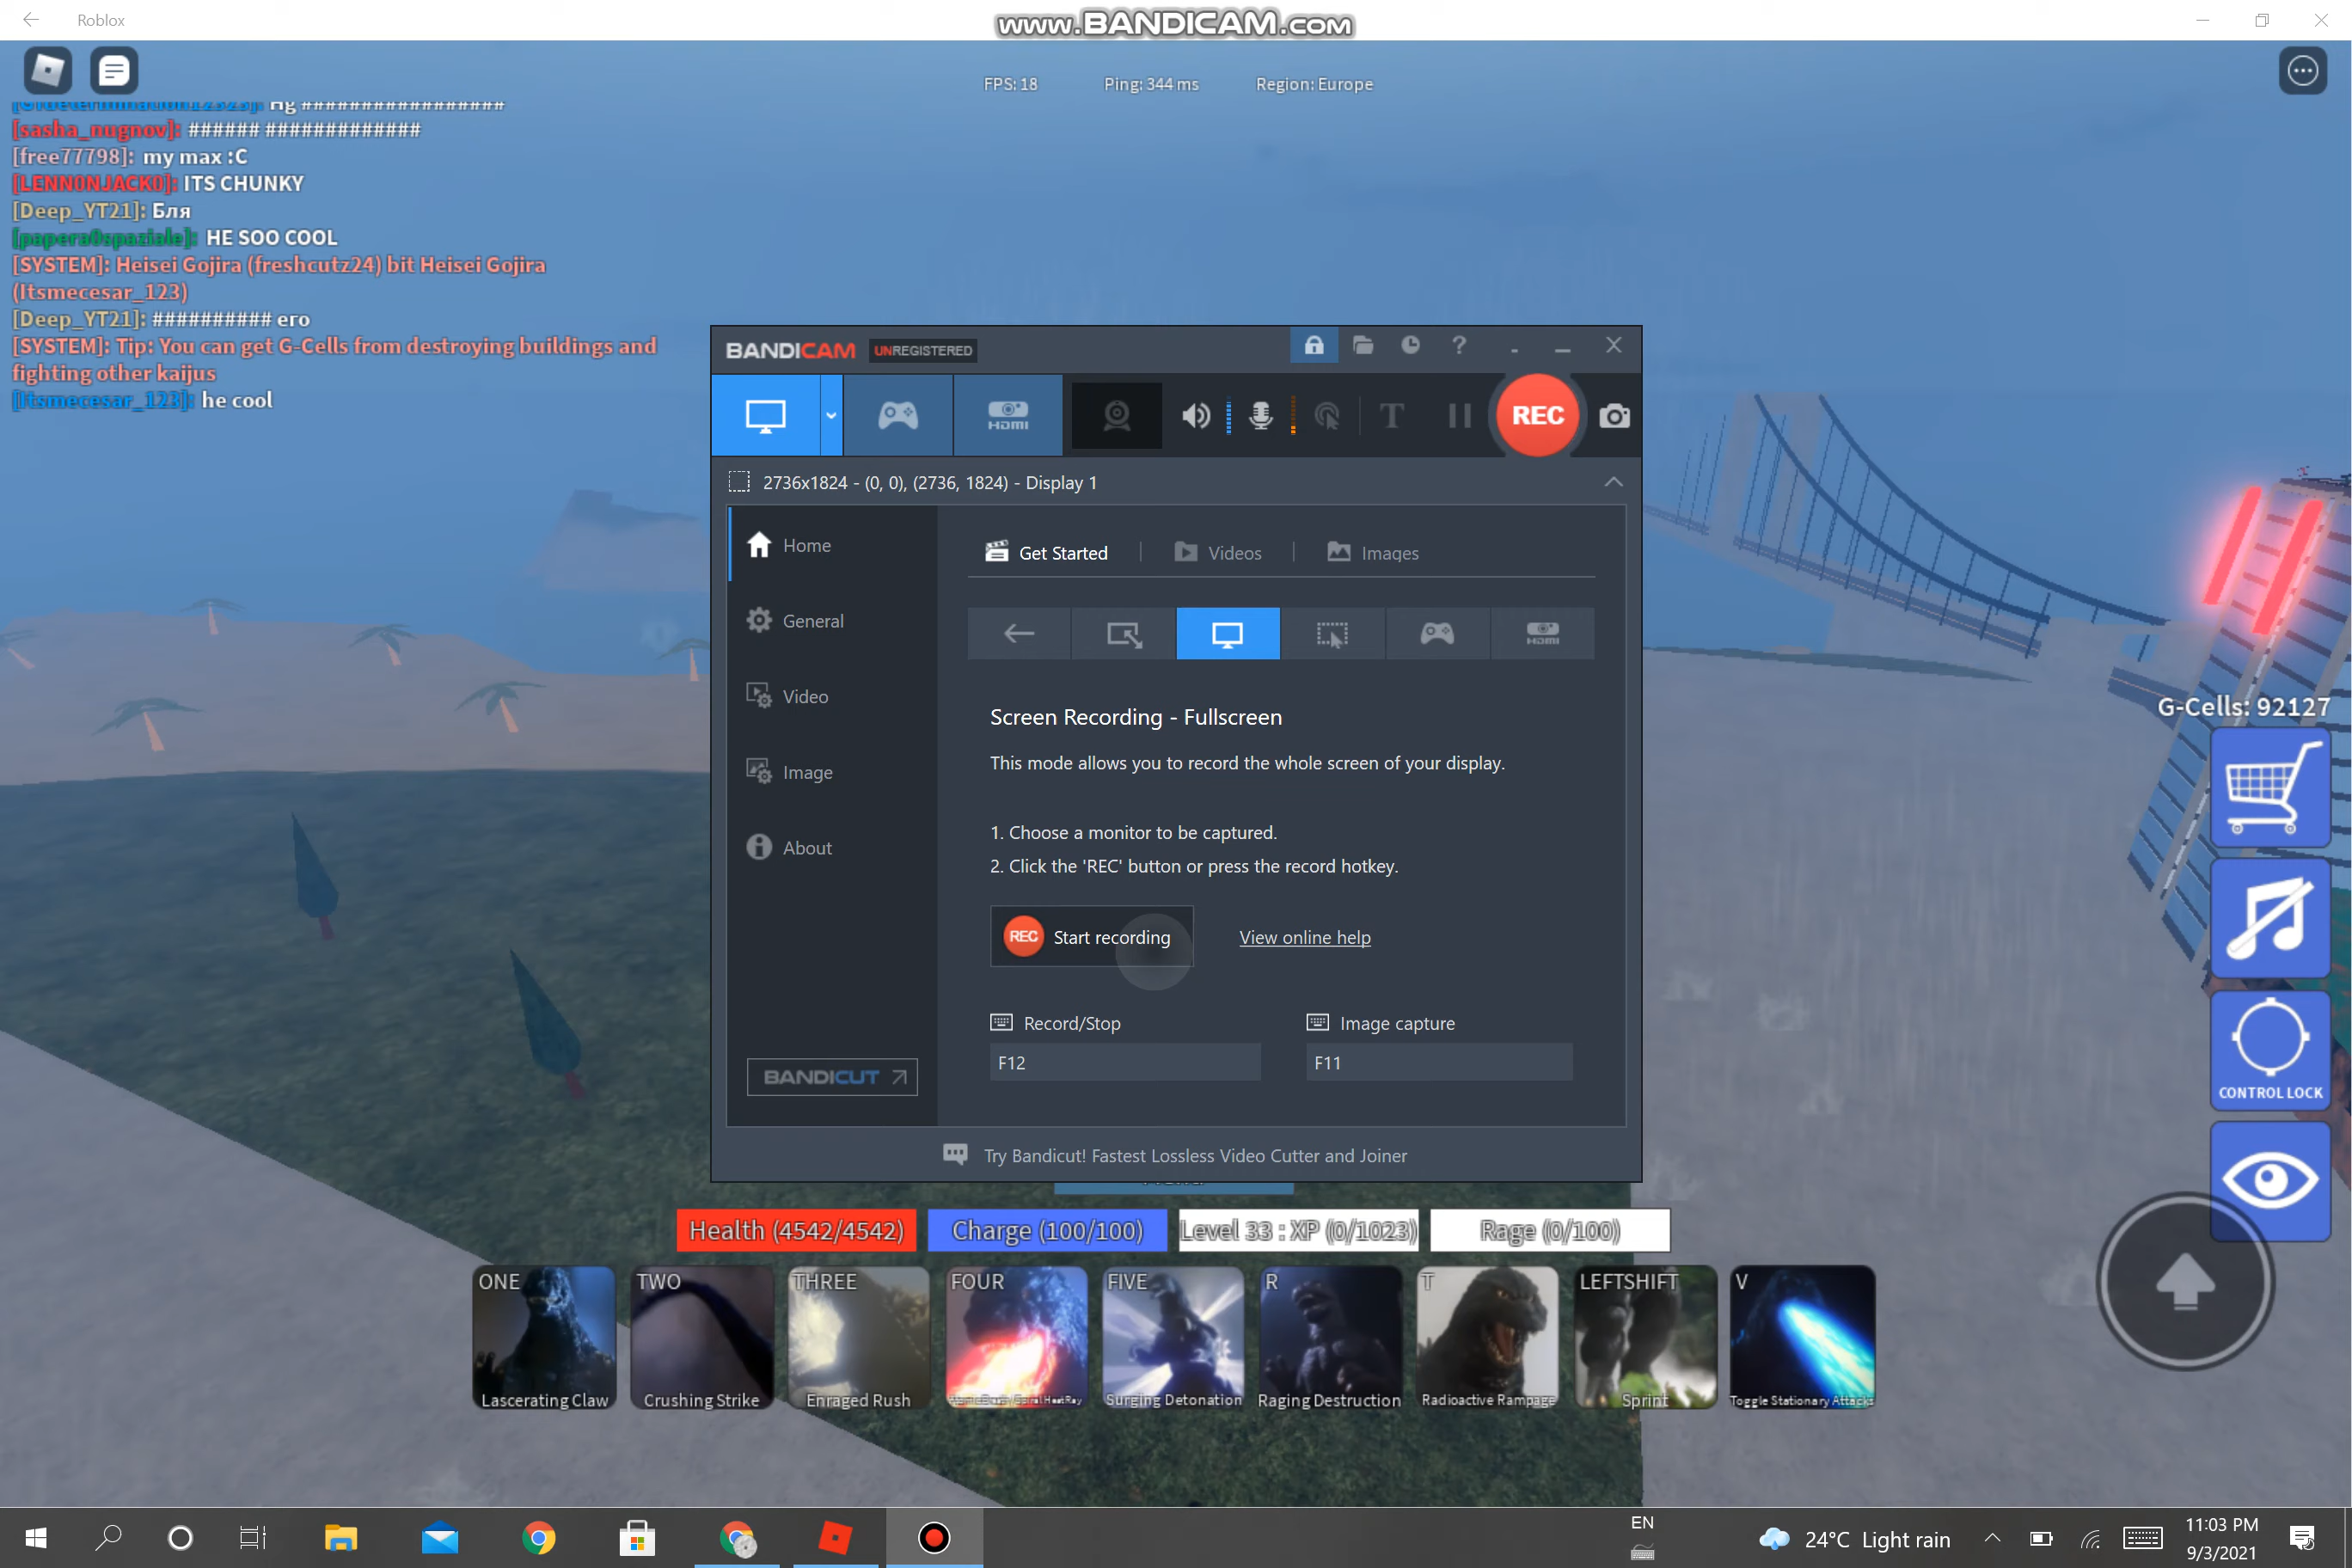 Roblox
www.BANDICAM.com
FPS: 18 Ping: 344 ms Region: Europe
#################
[sasha_nugnov]: ###### #############
[free77798]: my max :C
[LENN0NJACK0]: ITS CHUNKY
[Deep_YT21]: Бля
[papera0spaziale]: HE SOO COOL
[SYSTEM]: Heisei Gojira (freshcutz24) bit Heisei Gojira
(Itsmecesar_123)
[Deep_YT21]: ########## его
[SYSTEM]: Tip: You can get G-Cells from destroying buildings and
fighting other kaijus
[Itsmecesar_123]: he cool
BANDICAM UNREGISTERED
HDMI
T
REC
2736x1824 - (0, 0), (2736, 1824) - Display 1
Home
General
Video
Image
About
BANDICUT
Get Started Videos Images
HDMI
Screen Recording - Fullscreen
This mode allows you to record the whole screen of your display.
1. Choose a monitor to be captured.
2. Click the 'REC' button or press the record hotkey.
REC Start recording View online help
Record/Stop Image capture
F12 F11
Try Bandicut! Fastest Lossless Video Cutter and Joiner
G-Cells: 92127
CONTROL LOCK
Health (4542/4542) Charge (100/100) Level 33 : XP (0/1023) Rage (0/100)
ONE TWO THREE FOUR FIVE R T LEFTSHIFT V
Lascerating Claw Crushing Strike Enraged Rush Surging Detonation Raging Destruction Radioactive Rampage Sprint Toggle Stationary Attacks
EN
24°C Light rain
11:03 PM
9/3/2021